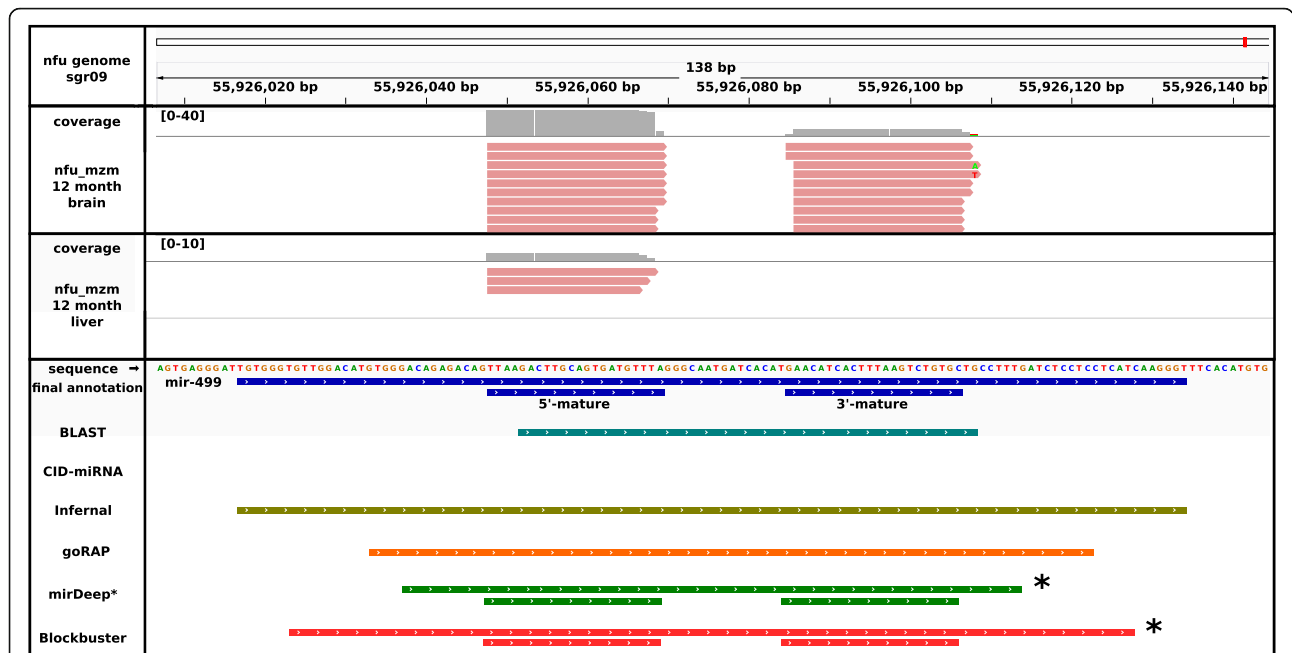 nfu genome
sgr09
138 bp
55,926,020 bp 55,926,040 bp 55,926,060 bp 55,926,080 bp 55,926,100 bp 55,926,120 bp 55,926,140 bp
coverage
[0-40]
nfu_mzm
12 month
brain
A
T
coverage
[0-10]
nfu_mzm
12 month
liver
sequence →
AGTGAGGGATTGTGGGTGTTGGACATGTGGGACAGAGACAGTTAAGACTTGCAGTGATGTTTAGGGCAATGATCACATGAACATCACTTTAAGTCTGTGCTGCCTTTGATCTCCTCCTCATCAAGGGTTTCACATGTG
final annotation
mir-499
5'-mature 3'-mature
BLAST
CID-miRNA
Infernal
goRAP
mirDeep*
*
Blockbuster
*